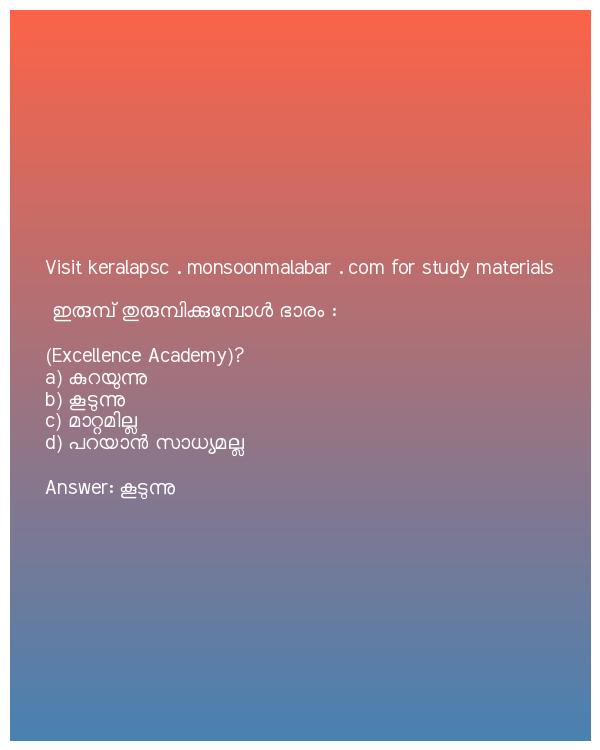 Visit keralapsc . monsoonmalabar . com for study materials
ഇരുമ്പ് തുരുമ്പിക്കുമ്പോൾ ഭാരം :
(Excellence Academy)?
a) കുറയുന്നു
b) കൂടുന്നു
c) മാറ്റമില്ല
d) പറയാൻ സാധ്യമല്ല
Answer: കൂടുന്നു